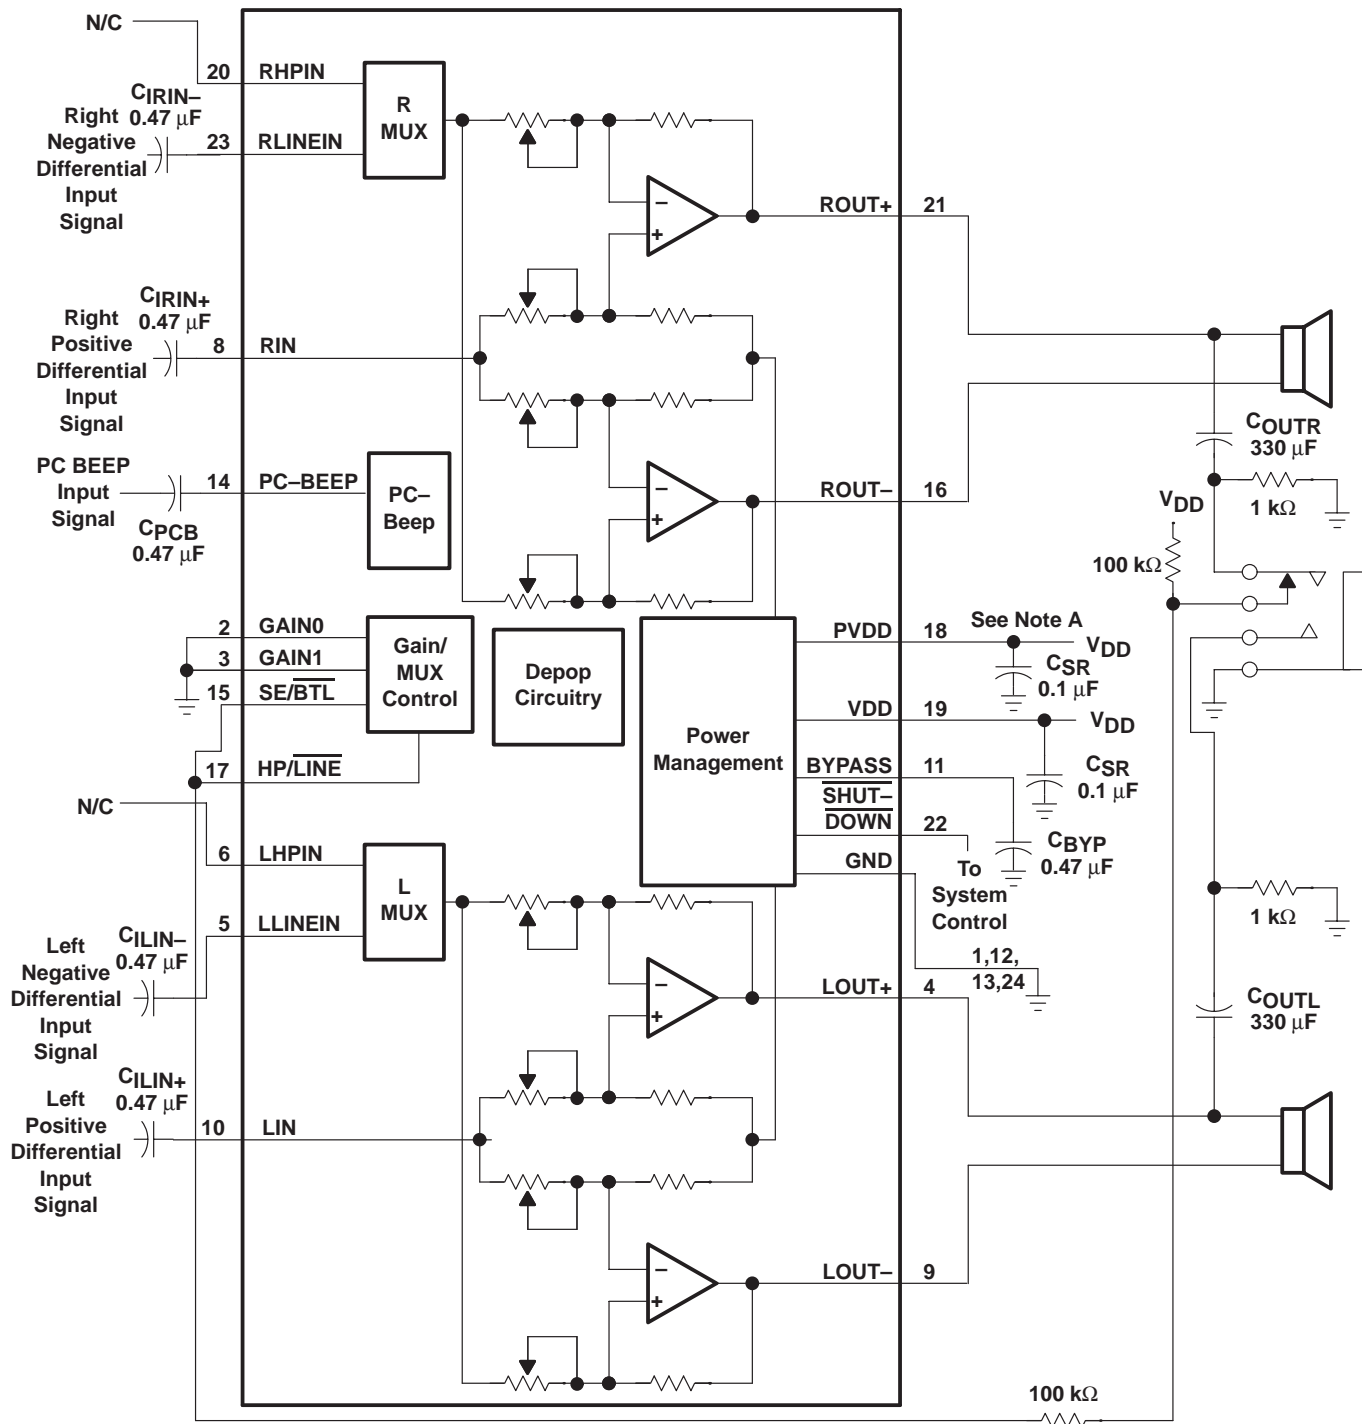 N/C
20 RHPIN
CIRIN–
0.47 μF
Right
Negative
Differential
Input
Signal
23 RLINEIN
R
MUX
–
+
ROUT+ 21
CIRIN+
0.47 μF
Right
Positive
Differential
Input
Signal
8 RIN
PC BEEP
Input
Signal
14 PC–BEEP
CPCB
0.47 μF
PC–
Beep
–
+
ROUT– 16
COUTR
330 μF
1 kΩ
VDD
100 kΩ
2 GAIN0
3 GAIN1
15 SE/BTL
17 HP/LINE
Gain/
MUX
Control
Depop
Circuitry
Power
Management
PVDD 18
See Note A
VDD
CSR
0.1 μF
VDD 19
VDD
CSR
0.1 μF
BYPASS 11
CBYP
0.47 μF
SHUT–
DOWN 22
To
System
Control
GND
1,12,
13,24
N/C
6 LHPIN
5 LLINEIN
L
MUX
CILIN–
0.47 μF
Left
Negative
Differential
Input
Signal
–
+
LOUT+ 4
1 kΩ
COUTL
330 μF
CILIN+
0.47 μF
Left
Positive
Differential
Input
Signal
10 LIN
–
+
LOUT– 9
100 kΩ